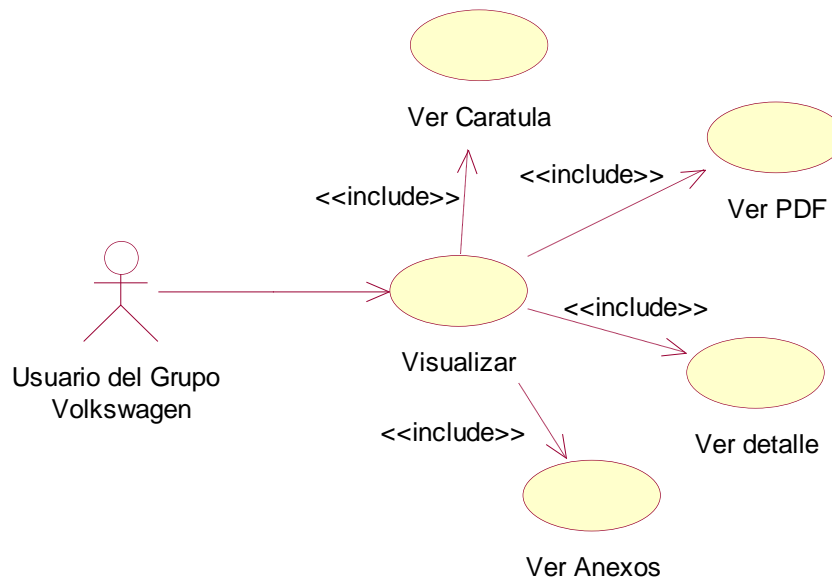 Ver Caratula
<<include>>
<<include>>
Ver PDF
<<include>>
Usuario del Grupo
Volkswagen
Visualizar
<<include>>
Ver detalle
Ver Anexos